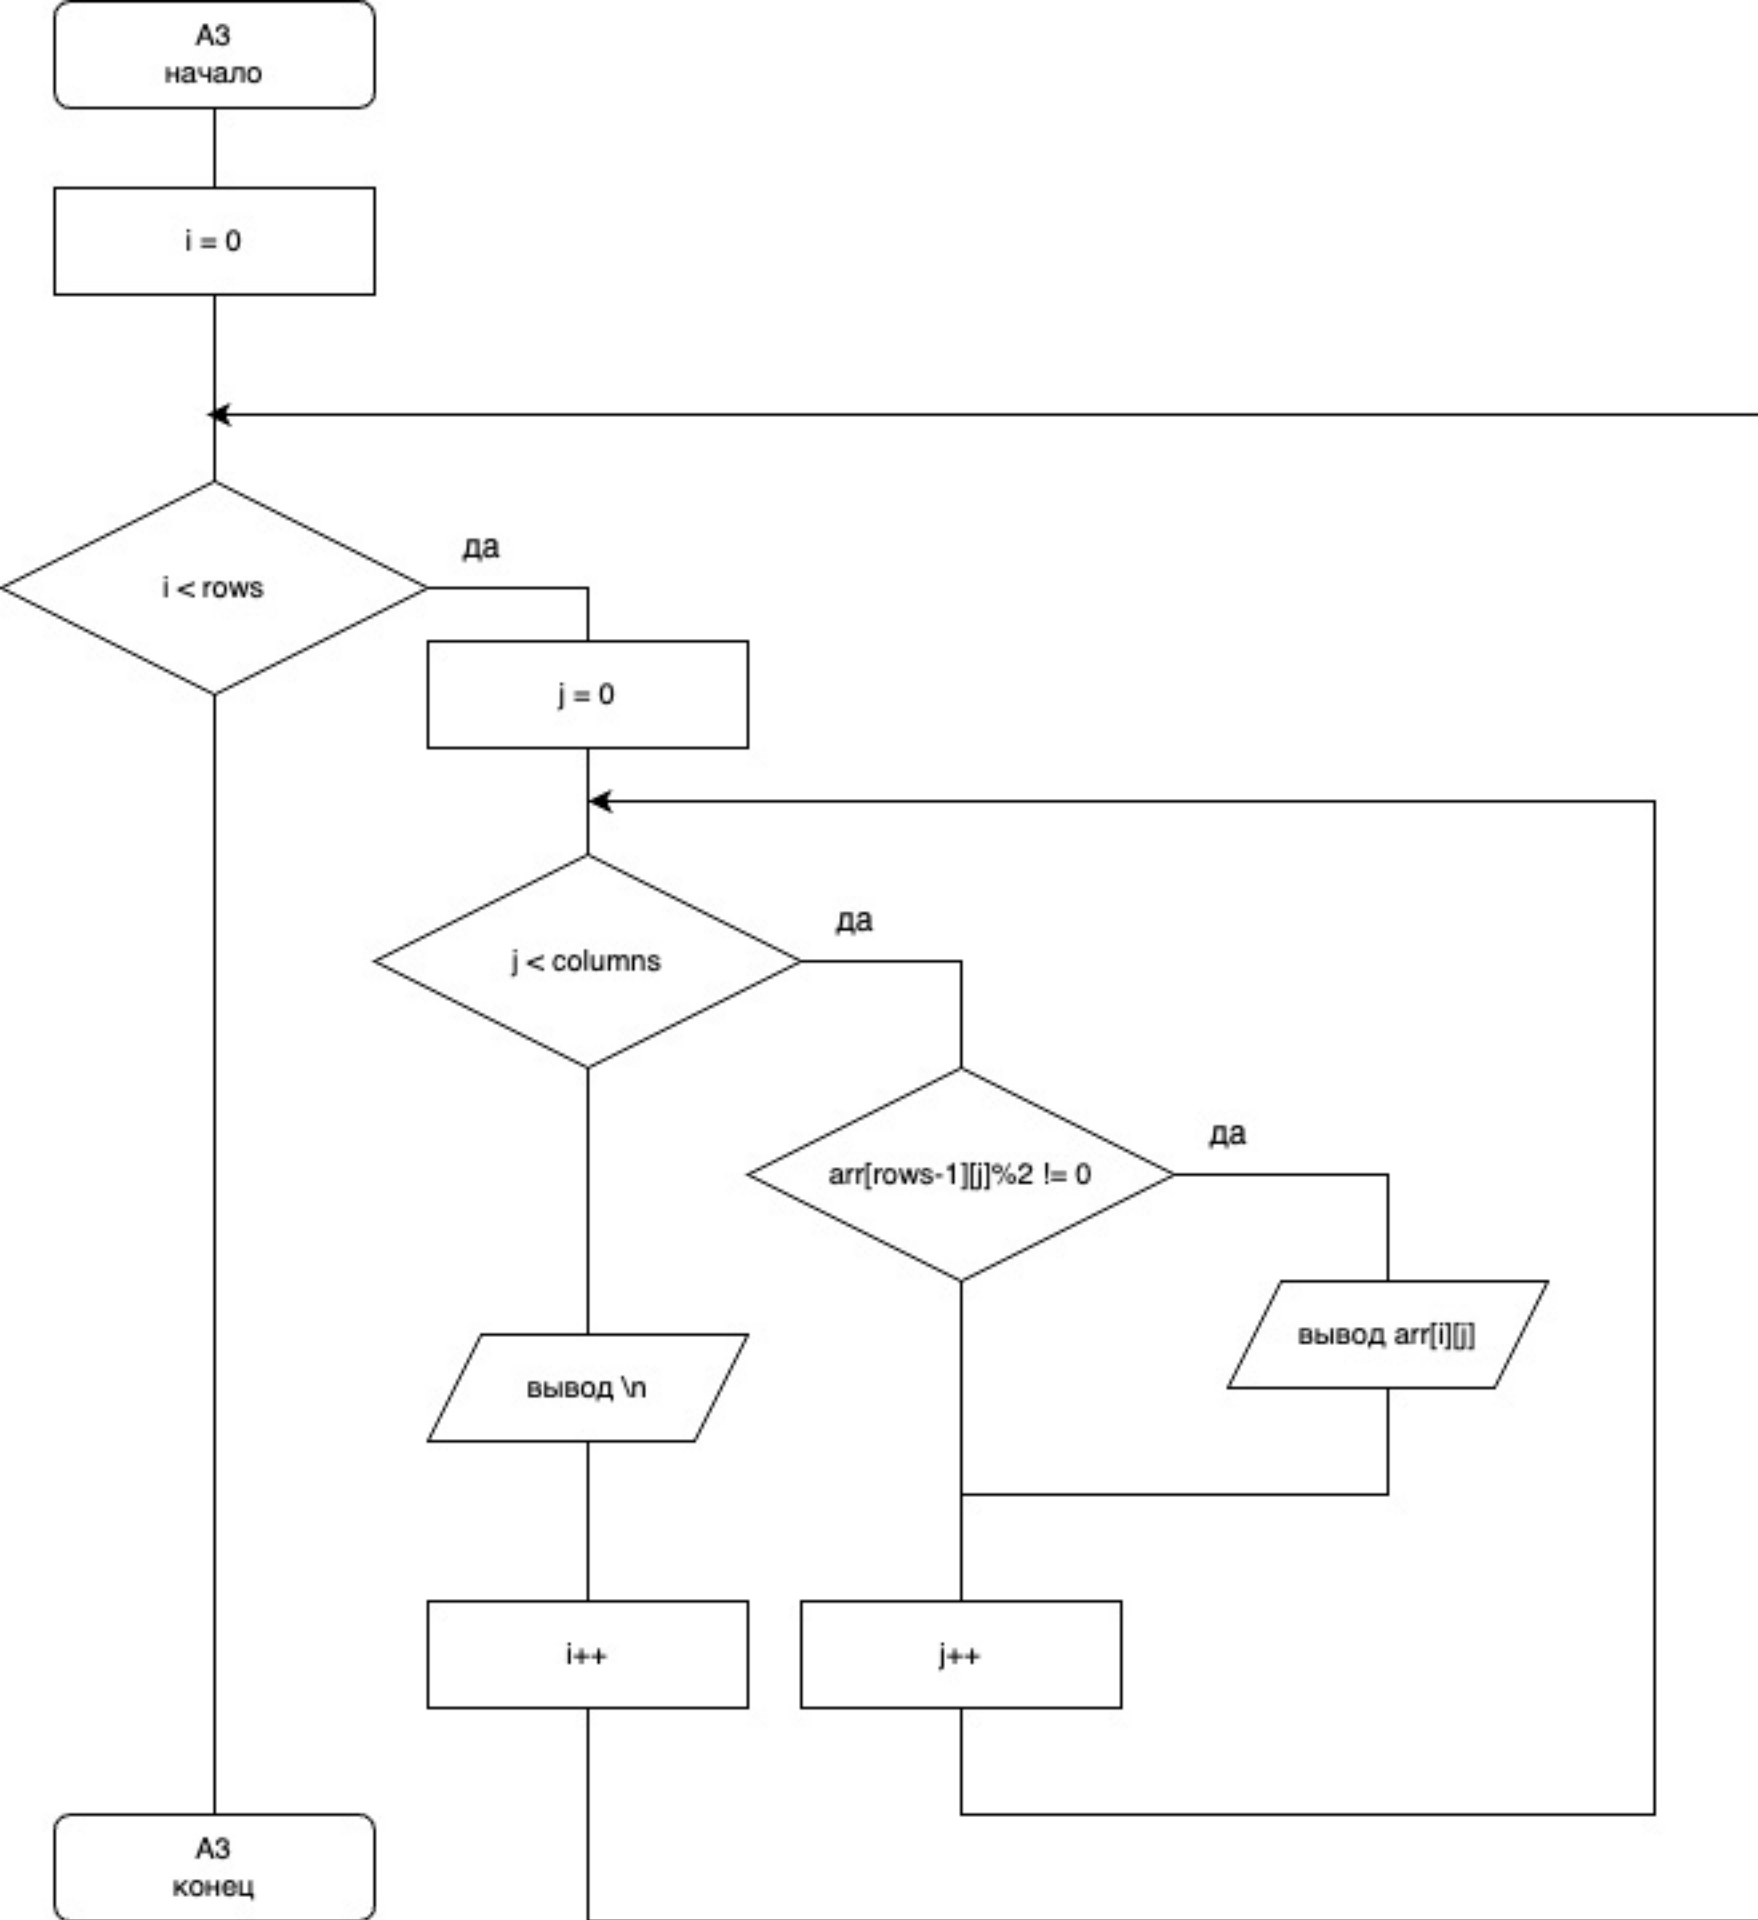 А3
начало
i = 0
да
i < rows
j = 0
да
j < columns
да
arr[rows-1][j]%2 != 0
вывод arr[i][j]
вывод \n
i++
j++
А3
конец